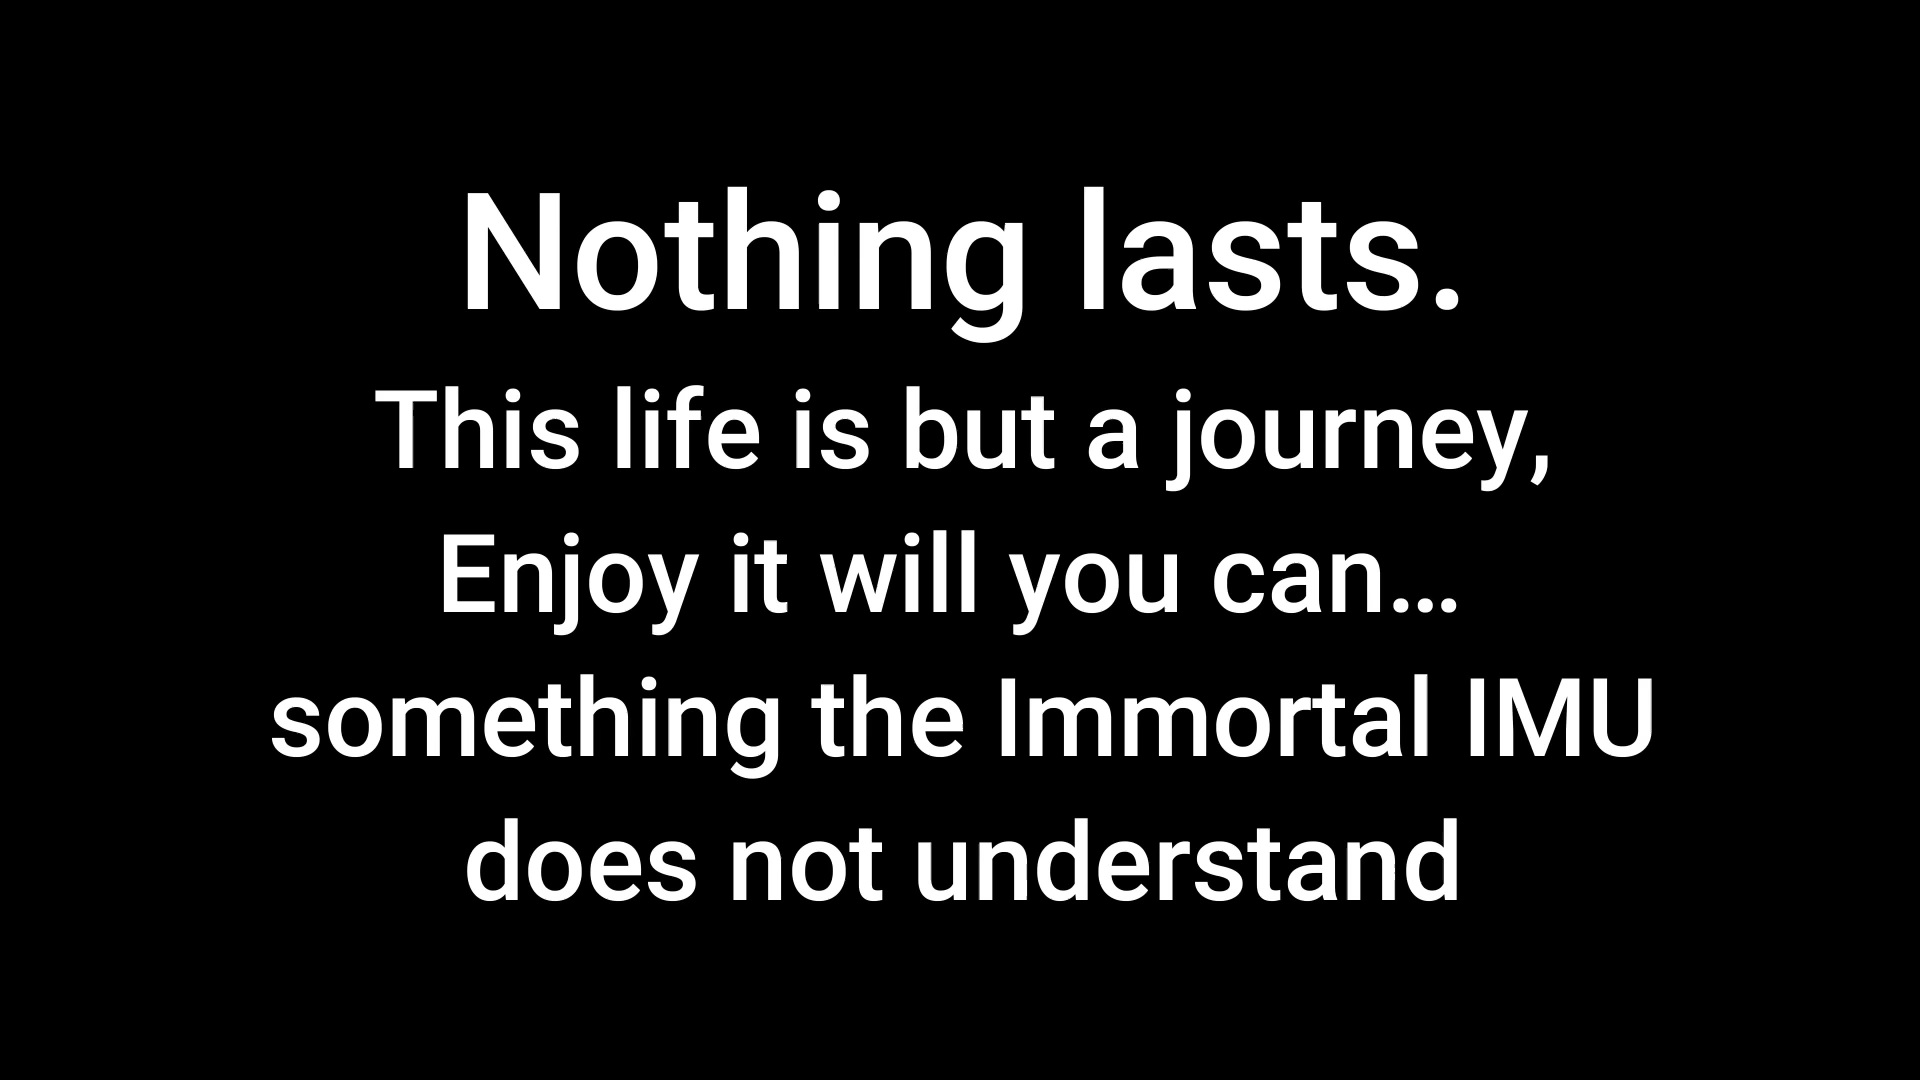 Nothing lasts.
This life is but a journey,
Enjoy it will you can...
something the Immortal IMU
does not understand